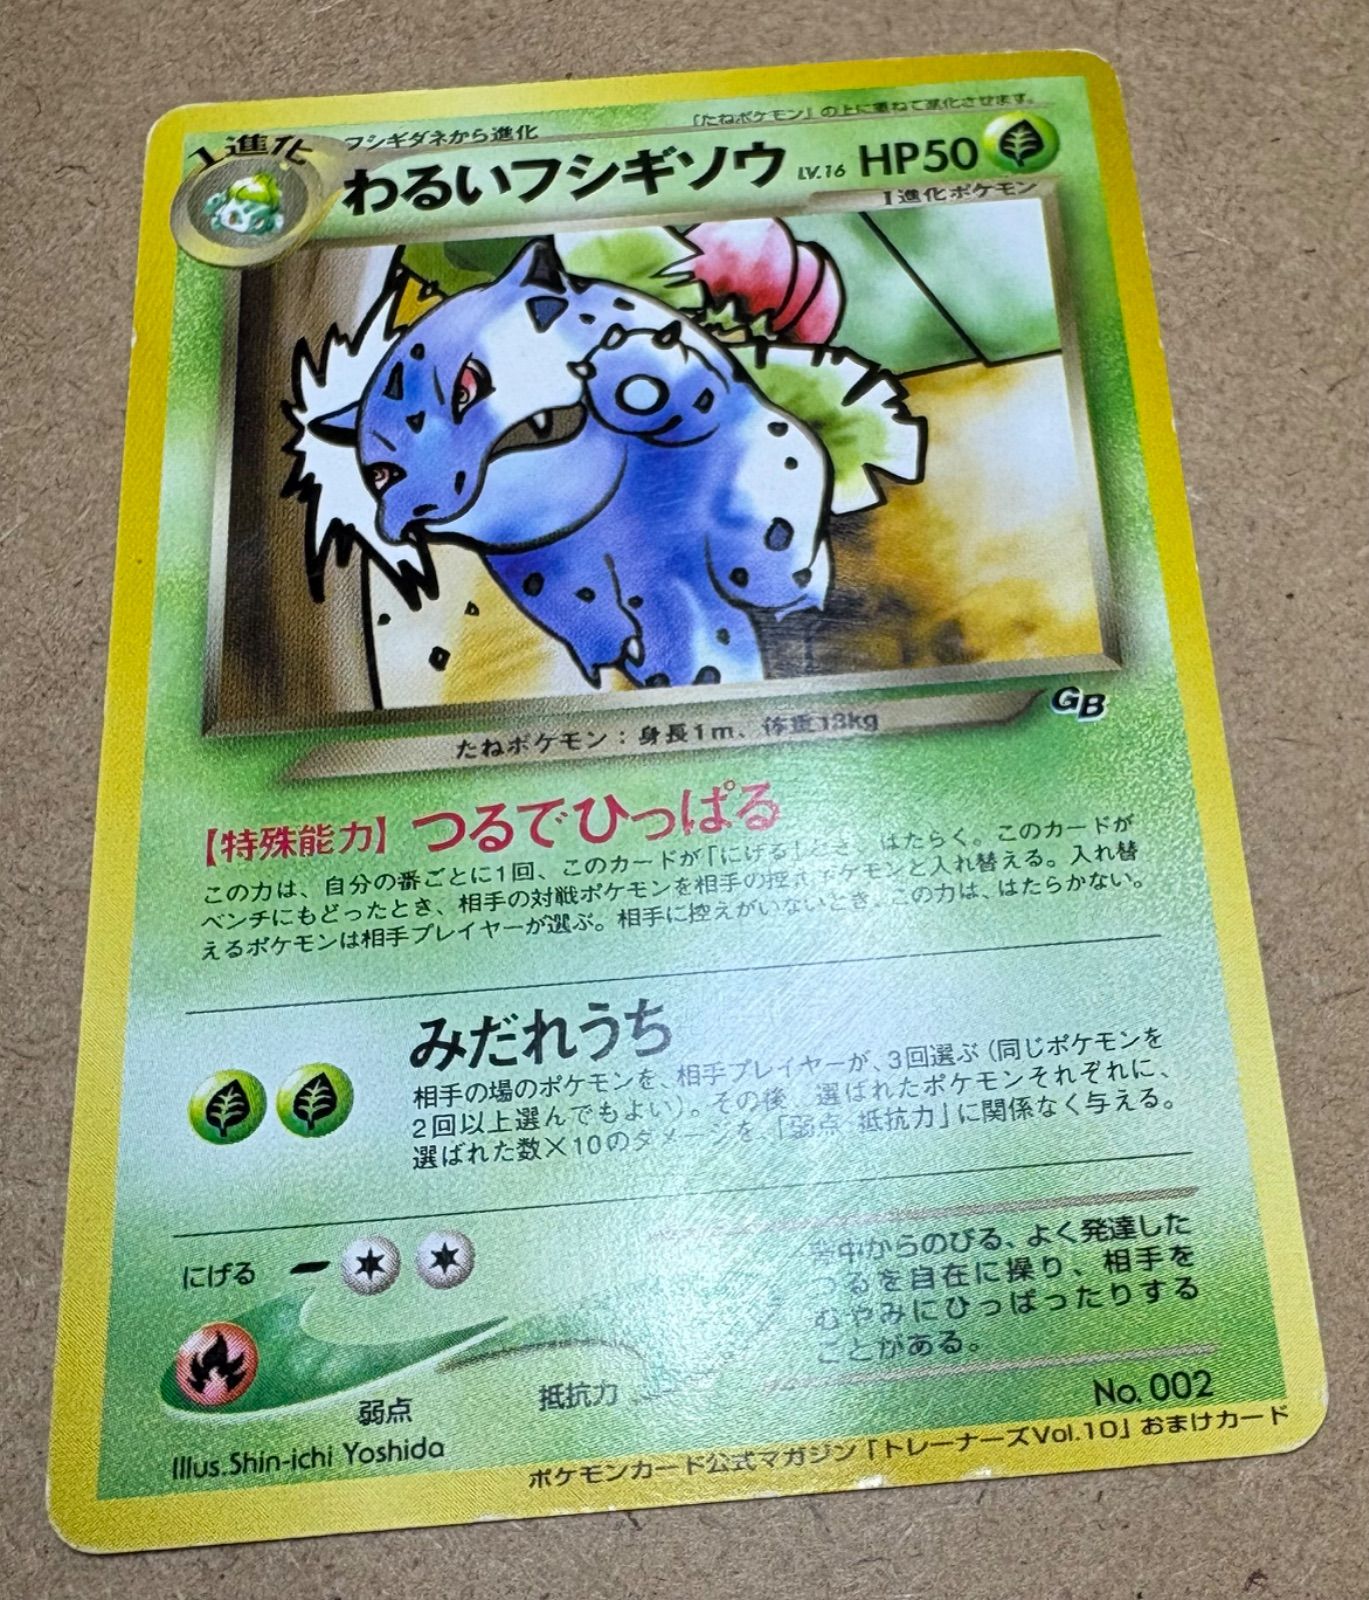 1進化
フシギダネから進化
「たねポケモン」の上に重ねて進化させます。
わるいフシギソウ LV.16 HP50
1進化ポケモン
GB
たねポケモン：身長1m、体重13kg
【特殊能力】つるでひっぱる
この力は、自分の番ごとに1回、このカードが「にげる」とき、はたらく。このカードが
ベンチにもどったとき、相手の対戦ポケモンを相手の控えポケモンと入れ替える。入れ替
えるポケモンは相手プレイヤーが選ぶ。相手に控えがいないとき、この力は、はたらかない。
みだれうち
相手の場のポケモンを、相手プレイヤーが、3回選ぶ（同じポケモンを
2回以上選んでもよい）。その後、選ばれたポケモンそれぞれに、
選ばれた数×10のダメージを、「弱点・抵抗力」に関係なく与える。
にげる
背中からのびる、よく発達した
つるを自在に操り、相手を
むやみにひっぱったりする
ことがある。
弱点
抵抗力
No. 002
Illus. Shin-ichi Yoshida
ポケモンカード公式マガジン「トレーナーズVol.10」おまけカード